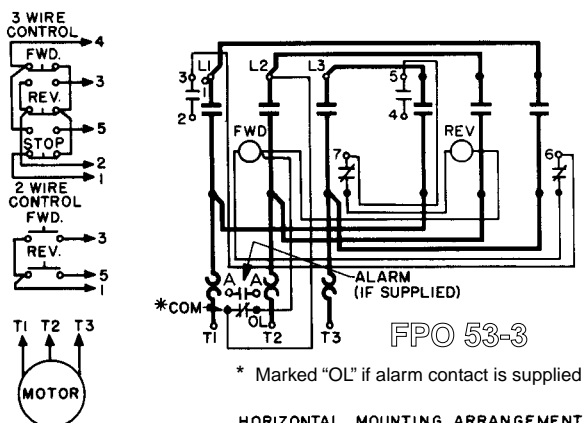 3 WIRE
CONTROL
4
FWD.
3
REV.
5
STOP
2
1
2 WIRE
CONTROL
FWD.
3
REV.
5
1
T1 T2 T3
MOTOR
L1 L2 L3
3 1 5
2 4
FWD REV
7 6
A A
ALARM
(IF SUPPLIED)
*COM
OL
T1 T2 T3
FPO 53-3
* Marked “OL” if alarm contact is supplied
HORIZONTAL MOUNTING ARRANGEMENT